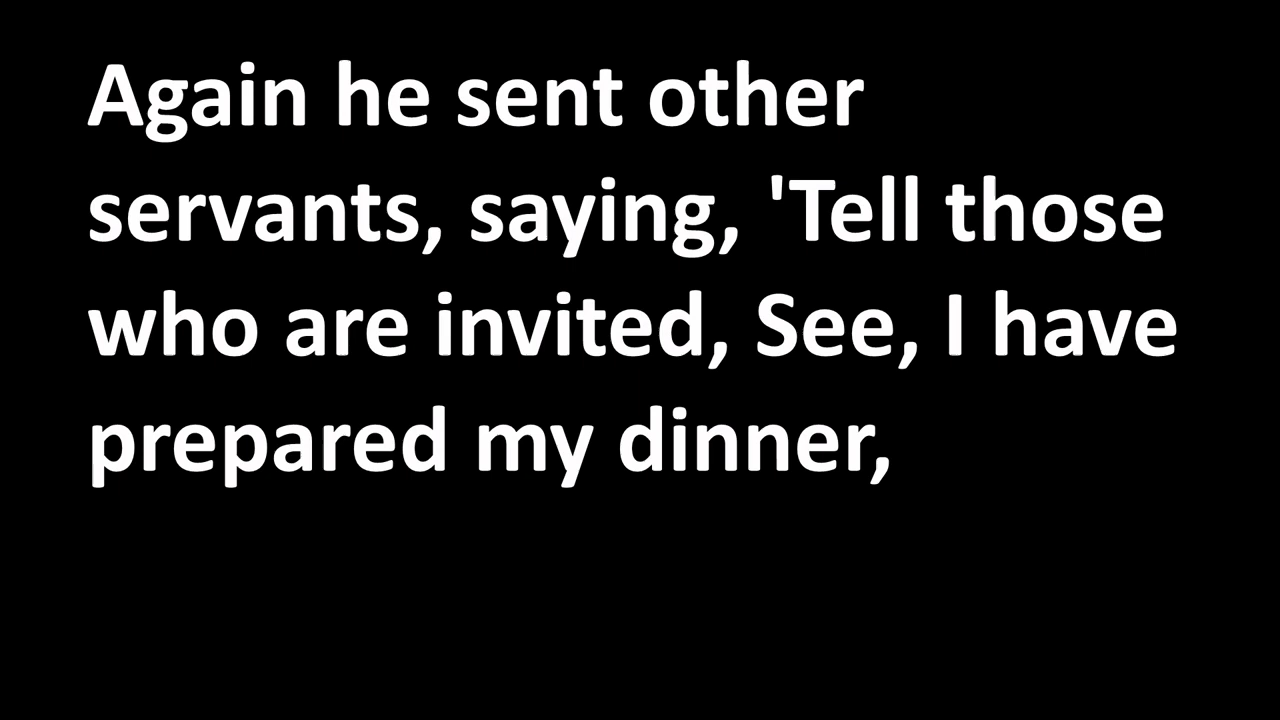 Again he sent other
servants, saying, 'Tell those
who are invited, See, I have
prepared my dinner,